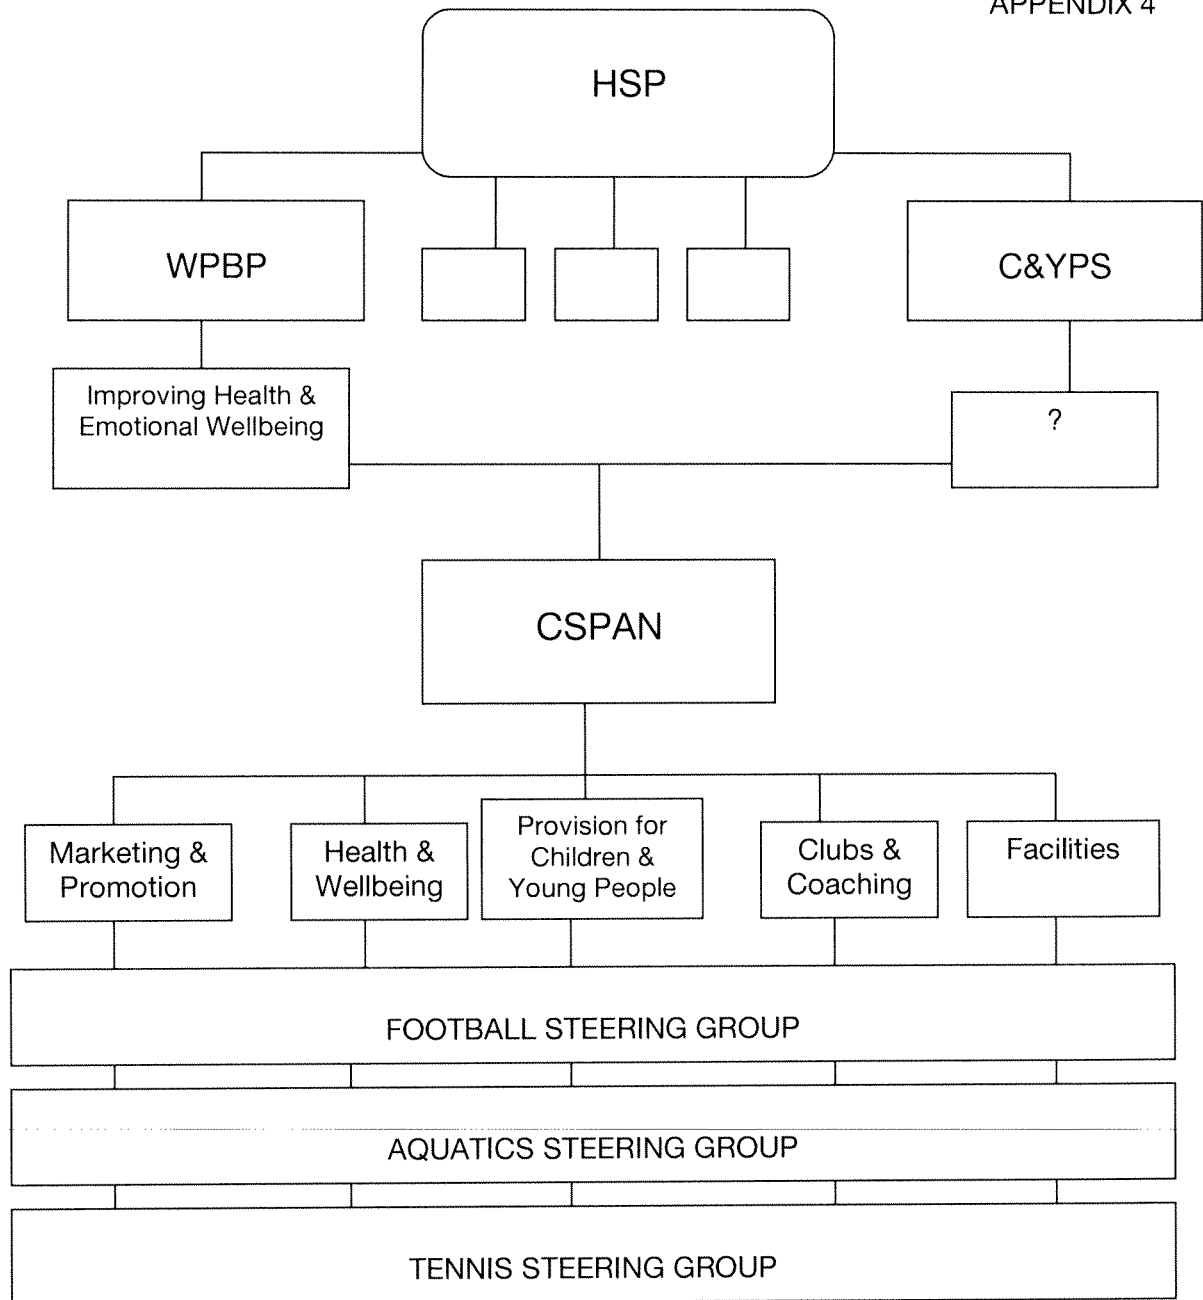 APPENDIX 4
HSP
WPBP
C&YPS
Improving Health &
Emotional Wellbeing
?
CSPAN
Marketing &
Promotion
Health &
Wellbeing
Provision for
Children &
Young People
Clubs &
Coaching
Facilities
FOOTBALL STEERING GROUP
AQUATICS STEERING GROUP
TENNIS STEERING GROUP